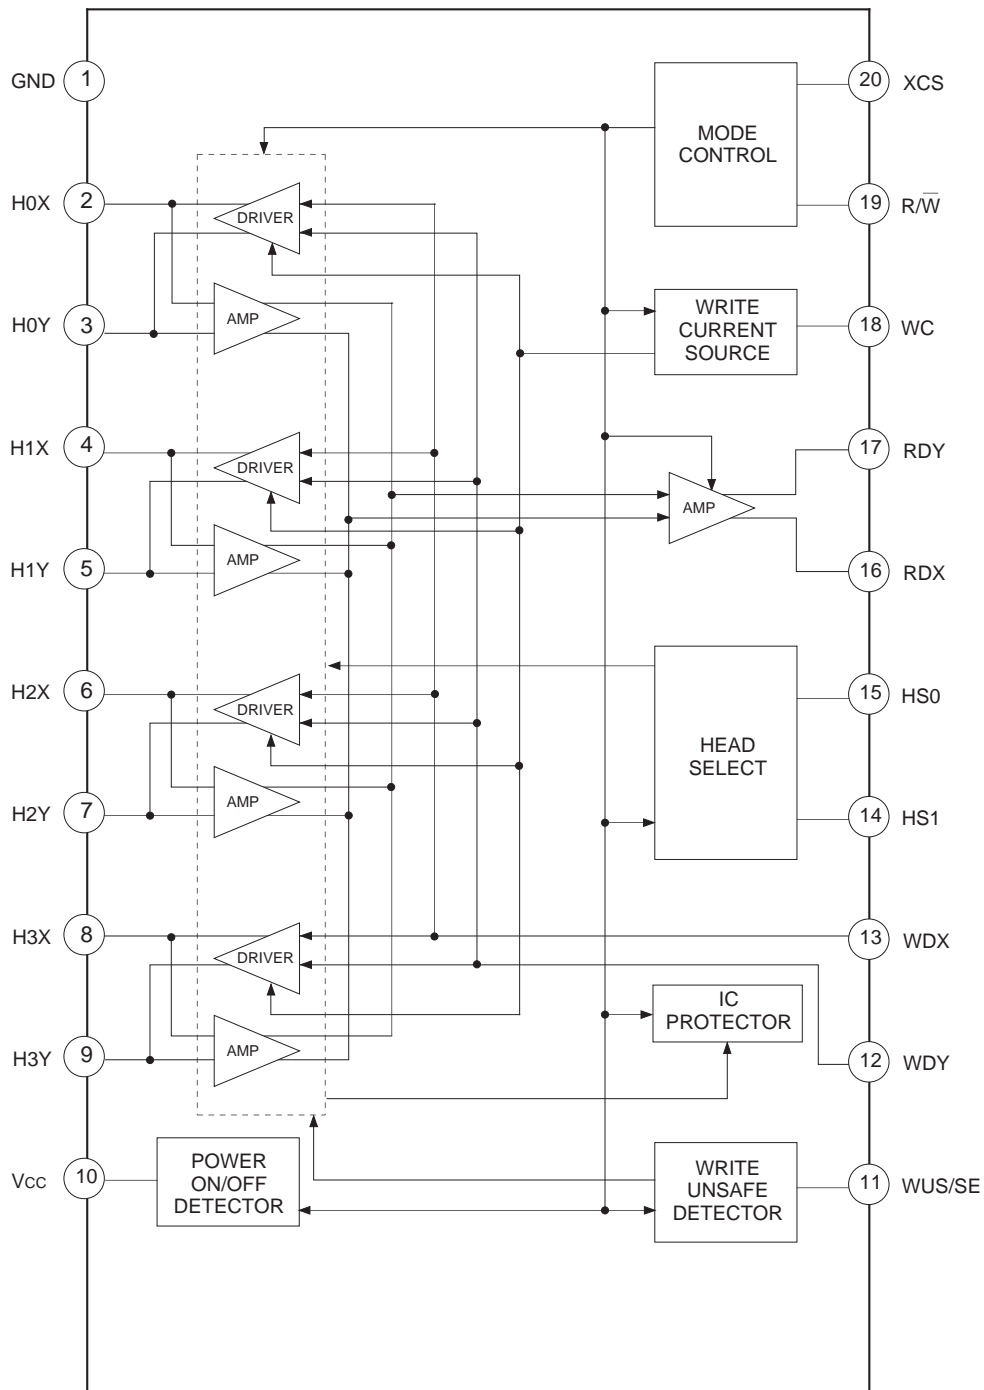 GND 1
20 XCS
MODE
CONTROL
H0X 2
DRIVER
19 R/W̅
H0Y 3
AMP
WRITE
CURRENT
SOURCE
18 WC
H1X 4
DRIVER
17 RDY
AMP
H1Y 5
AMP
16 RDX
H2X 6
DRIVER
15 HS0
HEAD
SELECT
H2Y 7
AMP
14 HS1
H3X 8
DRIVER
13 WDX
IC
PROTECTOR
H3Y 9
AMP
12 WDY
VCC 10
POWER
ON/OFF
DETECTOR
WRITE
UNSAFE
DETECTOR
11 WUS/SE